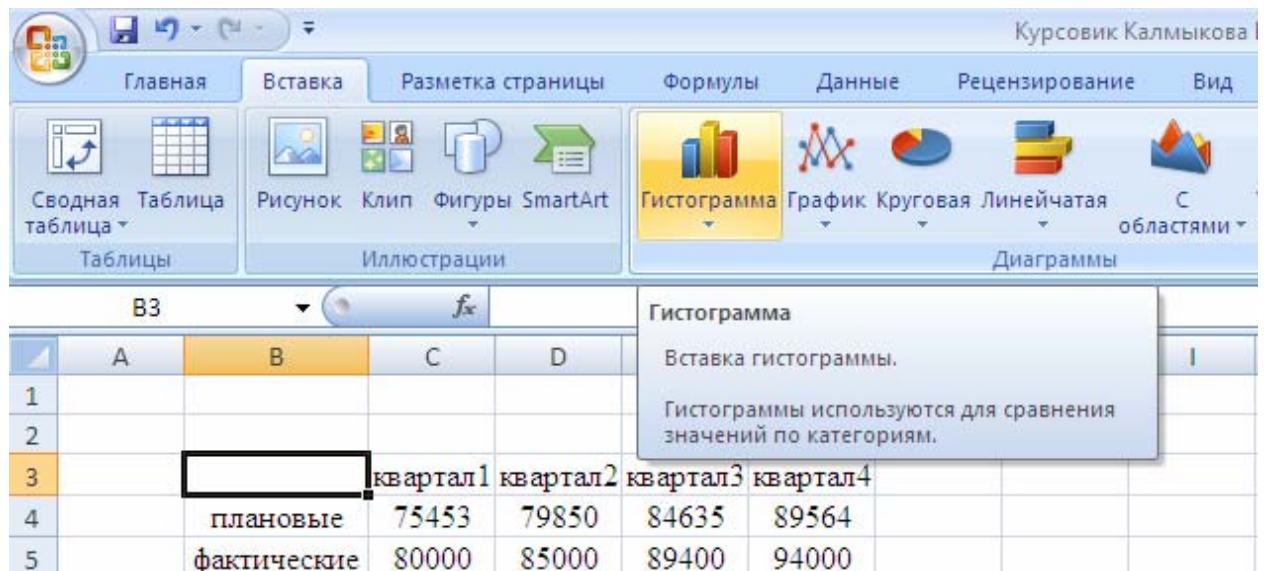 Курсовик Калмыкова
Главная Вставка Разметка страницы Формулы Данные Рецензирование Вид
Сводная таблица Таблица Рисунок Клип Фигуры SmartArt Гистограмма График Круговая Линейчатая С областями
Таблицы Иллюстрации Диаграммы
B3 fx
Гистограмма
Вставка гистограммы.
Гистограммы используются для сравнения
значений по категориям.
A B C D I
1
2
3 квартал1 квартал2 квартал3 квартал4
4 плановые 75453 79850 84635 89564
5 фактические 80000 85000 89400 94000